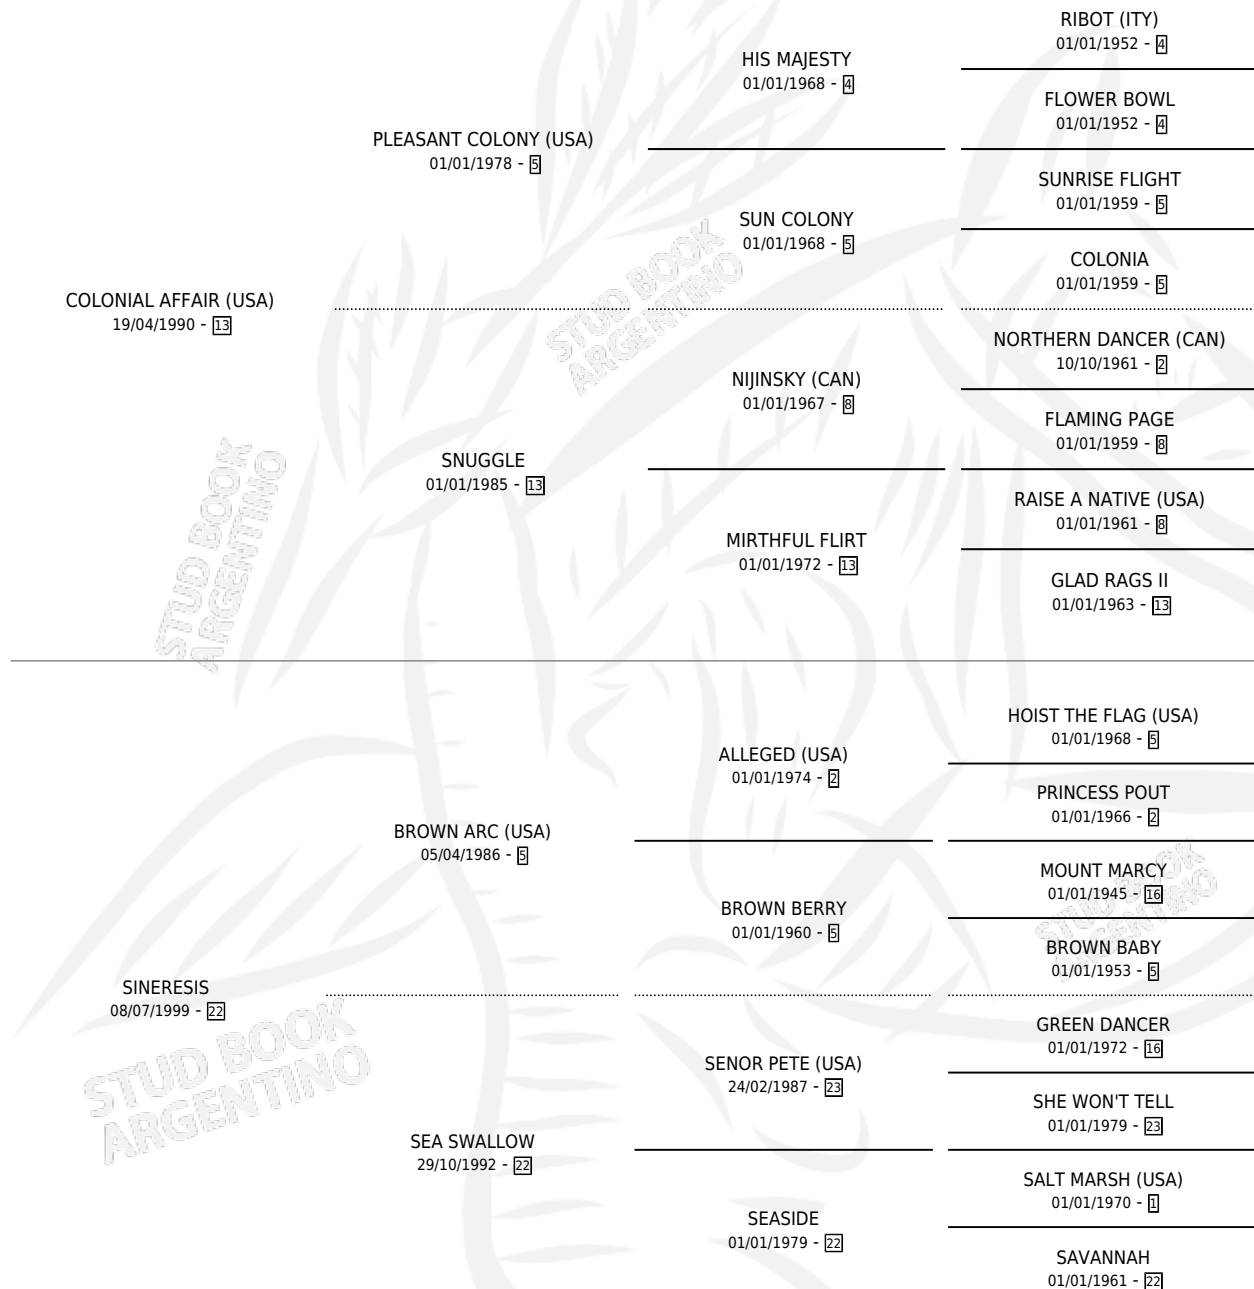 RIBOT (ITY)
01/01/1952 - 4
HIS MAJESTY
01/01/1968 - 4
FLOWER BOWL
01/01/1952 - 4
PLEASANT COLONY (USA)
01/01/1978 - 5
SUNRISE FLIGHT
01/01/1959 - 5
SUN COLONY
01/01/1968 - 5
COLONIA
01/01/1959 - 5
COLONIAL AFFAIR (USA)
19/04/1990 - 13
NORTHERN DANCER (CAN)
10/10/1961 - 2
NIJINSKY (CAN)
01/01/1967 - 8
FLAMING PAGE
01/01/1959 - 8
SNUGGLE
01/01/1985 - 13
RAISE A NATIVE (USA)
01/01/1961 - 8
MIRTHFUL FLIRT
01/01/1972 - 13
GLAD RAGS II
01/01/1963 - 13
HOIST THE FLAG (USA)
01/01/1968 - 5
ALLEGED (USA)
01/01/1974 - 2
PRINCESS POUT
01/01/1966 - 2
BROWN ARC (USA)
05/04/1986 - 5
MOUNT MARCY
01/01/1945 - 16
BROWN BERRY
01/01/1960 - 5
BROWN BABY
01/01/1953 - 5
SINERESIS
08/07/1999 - 22
GREEN DANCER
01/01/1972 - 16
SENOR PETE (USA)
24/02/1987 - 23
SHE WON'T TELL
01/01/1979 - 23
SEA SWALLOW
29/10/1992 - 22
SALT MARSH (USA)
01/01/1970 - 1
SEASIDE
01/01/1979 - 22
SAVANNAH
01/01/1961 - 22
STUD BOOK
ARGENTINO
STUD BOOK
ARGENTINO
STUD BOOK
ARGENTINO
STUD BOOK
ARGENTINO